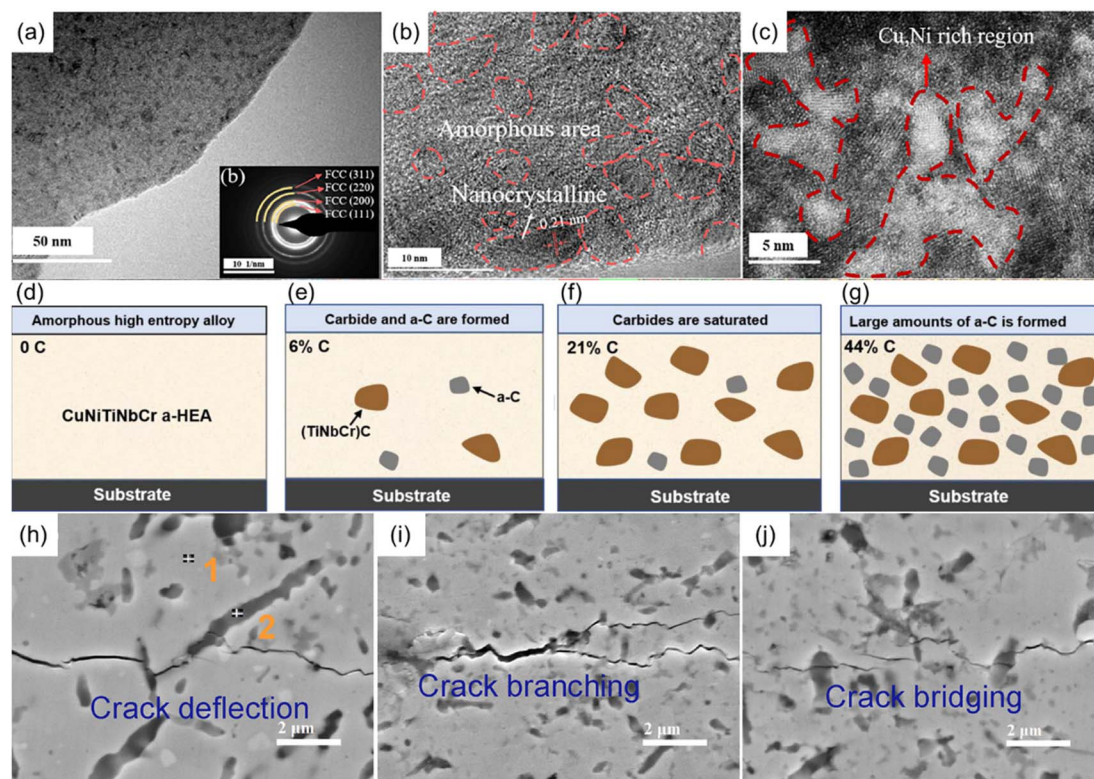 (a)
50 nm
(b)
FCC (311)
FCC (220)
FCC (200)
FCC (111)
10 1/nm
(b)
Amorphous area
Nanocrystalline
0.21 nm
10 nm
(c)
Cu,Ni rich region
5 nm
(d)
Amorphous high entropy alloy
0 C
CuNiTiNbCr a-HEA
Substrate
(e)
Carbide and a-C are formed
6% C
a-C
(TiNbCr)C
Substrate
(f)
Carbides are saturated
21% C
Substrate
(g)
Large amounts of a-C is formed
44% C
Substrate
(h)
1
2
Crack deflection
2 μm
(i)
Crack branching
2 μm
(j)
Crack bridging
2 μm